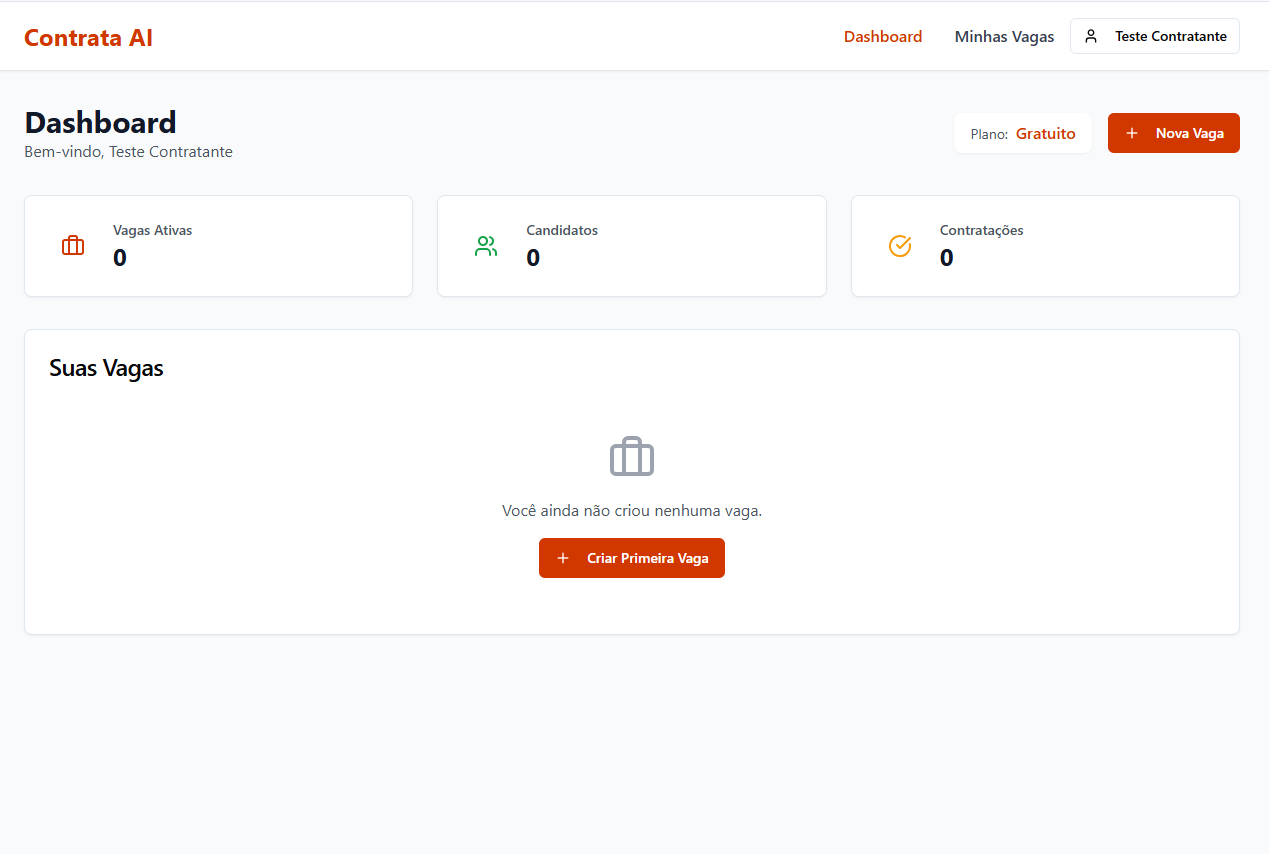 Contrata AI
Dashboard
Minhas Vagas
Teste Contratante
Dashboard
Bem-vindo, Teste Contratante
Plano: Gratuito
Nova Vaga
Vagas Ativas
0
Candidatos
0
Contratações
0
Suas Vagas
Você ainda não criou nenhuma vaga.
Criar Primeira Vaga